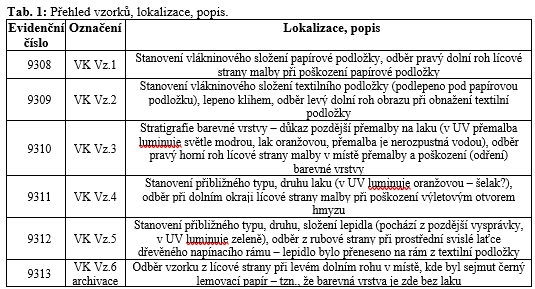 Tab. 1: Přehled vzorků, lokalizace, popis.
Evidenční číslo Označení Lokalizace, popis
9308 VK Vz.1 Stanovení vlákninového složení papírové podložky, odběr pravý dolní roh lícové
strany malby při poškození papírové podložky
9309 VK Vz.2 Stanovení vlákninového složení textilního podložky (podlepeno pod papírovou
podložku), lepeno klihem, odběr levý dolní roh obrazu při obnažení textilní
podložky
9310 VK Vz.3 Stratigrafie barevné vrstvy – důkaz pozdější přemalby na laku (v UV přemalba
luminuje světle modrou, lak oranžovou, přemalba je nerozpustná vodou), odběr
pravý horní roh lícové strany malby v místě přemalby a poškození (odření)
barevné vrstvy
9311 VK Vz.4 Stanovení přibližného typu, druhu laku (v UV luminuje oranžovou – šelak?),
odběr při dolním okraji lícové strany malby při poškození výletovým otvorem
hmyzu
9312 VK Vz.5 Stanovení přibližného typu, druhu, složení lepidla (pochází z pozdější vysprávky,
v UV luminuje zeleně), odběr z rubové strany při prostřední svislé laťce
dřevěného napínacího rámu – lepidlo bylo přeneseno na rám z textilní podložky
9313 VK Vz.6 archivace Odběr vzorku z lícové strany při levém dolním rohu v místě, kde byl sejmut černý
lemovací papír – tzn., že barevná vrstva je zde bez laku